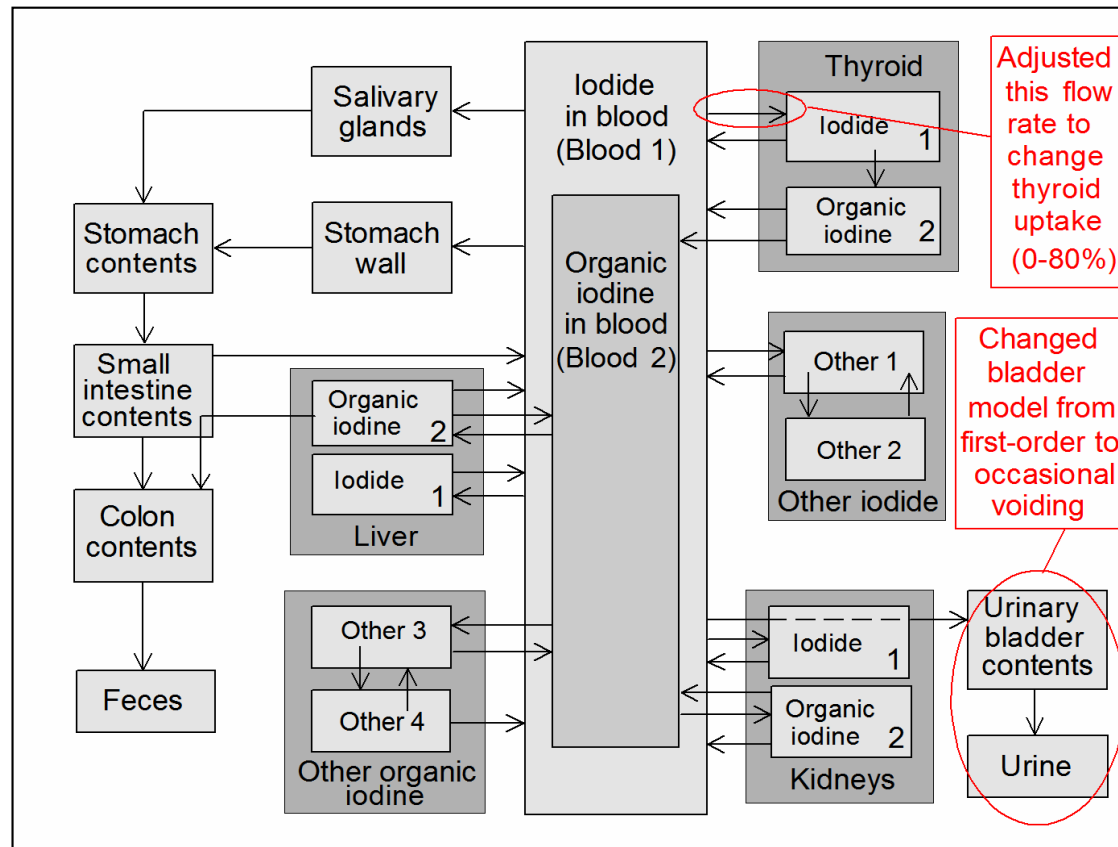 Salivary
glands
Stomach
contents
Stomach
wall
Small
intestine
contents
Colon
contents
Feces
Organic
iodine
2
Iodide
1
Liver
Other 3
Other 4
Other organic
iodine
Iodide
in blood
(Blood 1)
Organic
iodine
in blood
(Blood 2)
Thyroid
Iodide
1
Organic
iodine
2
Other 1
Other 2
Other iodide
Iodide
1
Organic
iodine
2
Kidneys
Urinary
bladder
contents
Urine
Adjusted
this flow
rate to
change
thyroid
uptake
(0-80%)
Changed
bladder
model from
first-order to
occasional
voiding